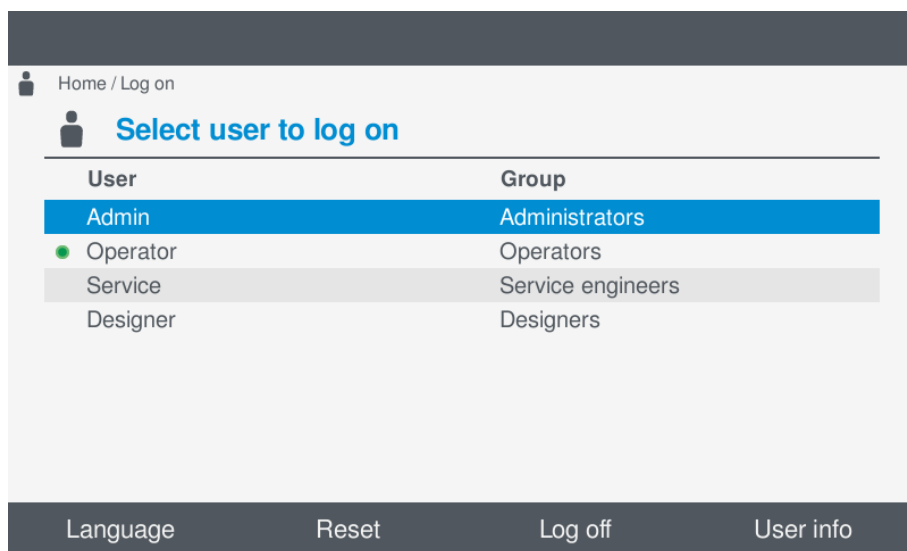 Home / Log on
Select user to log on
User Group
Admin Administrators
Operator Operators
Service Service engineers
Designer Designers
Language Reset Log off User info